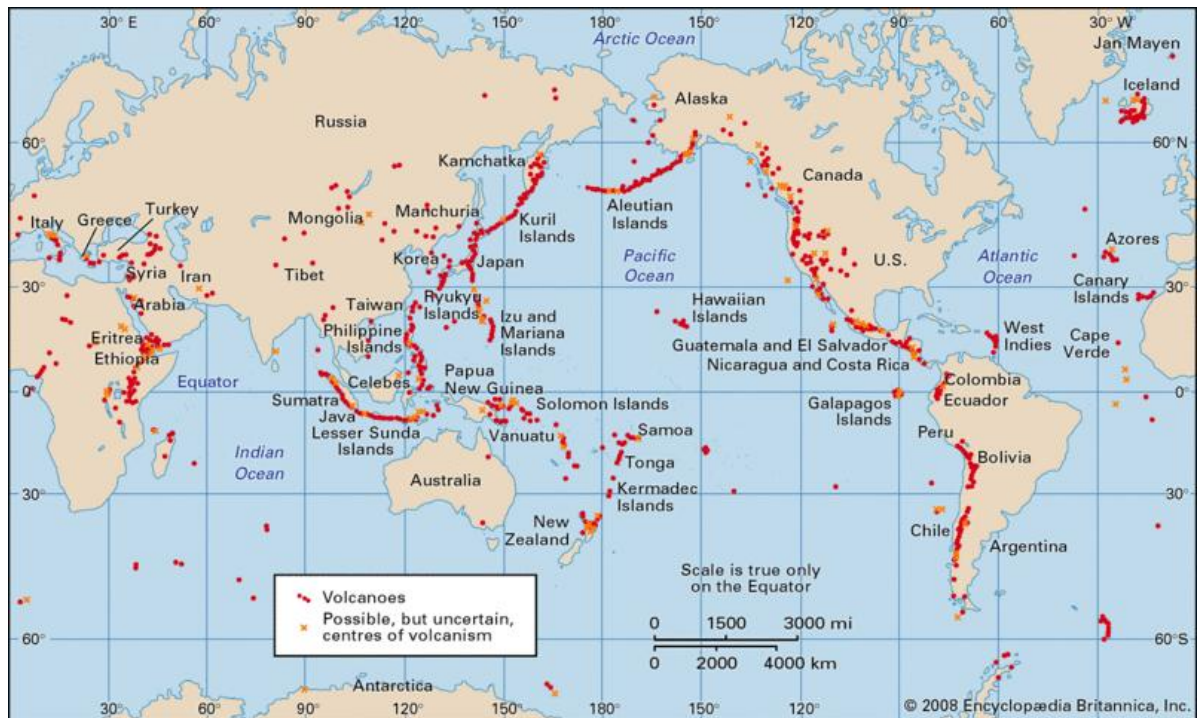 30° E
60°
90°
120°
150°
180°
150°
120°
90°
60°
30° W
Arctic Ocean
Jan Mayen
Iceland
Alaska
Russia
60°
60°N
Kamchatka
Canada
Aleutian
Islands
Mongolia
Manchuria
Kuril
Islands
Italy
Greece
Turkey
Korea
Japan
Pacific
Ocean
U.S.
Atlantic
Ocean
Azores
Syria
Iran
Tibet
30°
30°
Canary
Islands
Arabia
Taiwan
Ryukyu
Islands
Hawaiian
Islands
Izu and
Mariana
Islands
Philippine
Islands
West
Indies
Cape
Verde
Eritrea
Ethiopia
Guatemala and El Salvador
Nicaragua and Costa Rica
Equator
Celebes
Papua
New Guinea
Colombia
Ecuador
0°
0°
Sumatra
Java
Lesser Sunda
Islands
Solomon Islands
Galapagos
Islands
Vanuatu
Samoa
Peru
Bolivia
Indian
Ocean
Tonga
Australia
Kermadec
Islands
30°
30°
New
Zealand
Chile
Argentina
Scale is true only
on the Equator
Volcanoes
Possible, but uncertain,
centres of volcanism
0 1500 3000 mi
0 2000 4000 km
60°
60°S
Antarctica
30°
60°
90°
120°
150°
180°
150°
120°
© 2008 Encyclopædia Britannica, Inc.